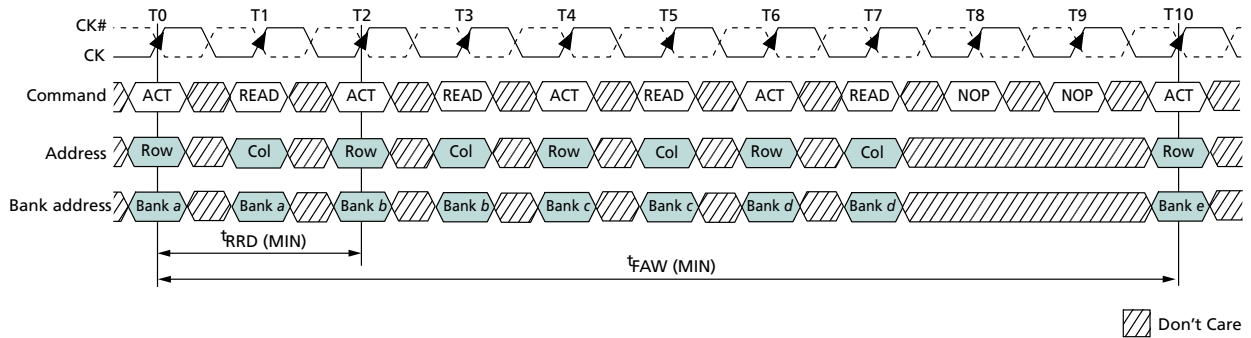 T0 T1 T2 T3 T4 T5 T6 T7 T8 T9 T10
CK#
CK
Command ACT READ ACT READ ACT READ ACT READ NOP NOP ACT
Address Row Col Row Col Row Col Row Col Row
Bank address Bank a Bank a Bank b Bank b Bank c Bank c Bank d Bank d Bank e
tRRD (MIN)
tFAW (MIN)
Don't Care